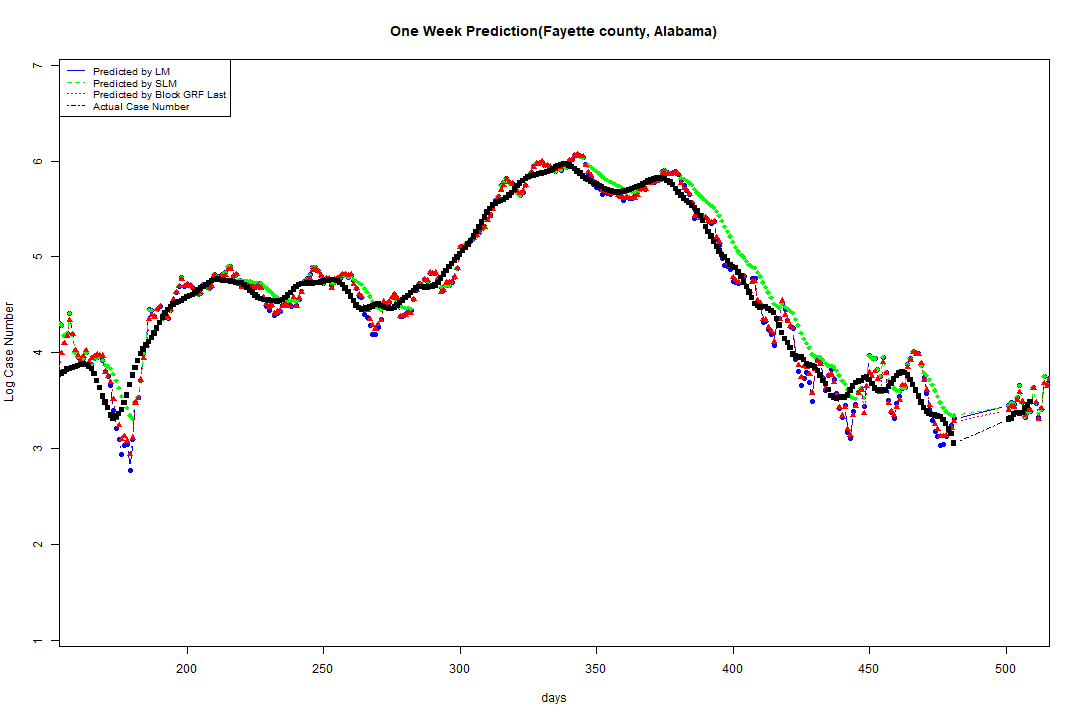 One Week Prediction(Fayette county, Alabama)
Predicted by LM
Predicted by SLM
Predicted by Block GRF Last
Actual Case Number
7
6
5
4
3
2
1
Log Case Number
200 250 300 350 400 450 500
days